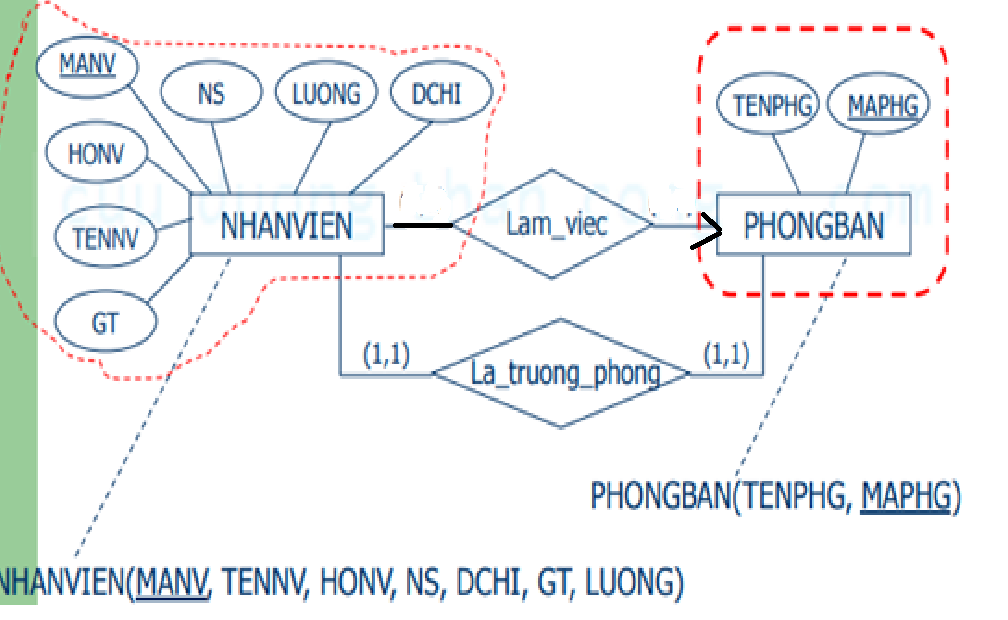 MANV
NS
LUONG
DCHI
HONV
TENNV
GT
NHANVIEN
Lam_viec
TENPHG
MAPHG
PHONGBAN
(1,1)
La_truong_phong
(1,1)
PHONGBAN(TENPHG, MAPHG)
NHANVIEN(MANV, TENNV, HONV, NS, DCHI, GT, LUONG)